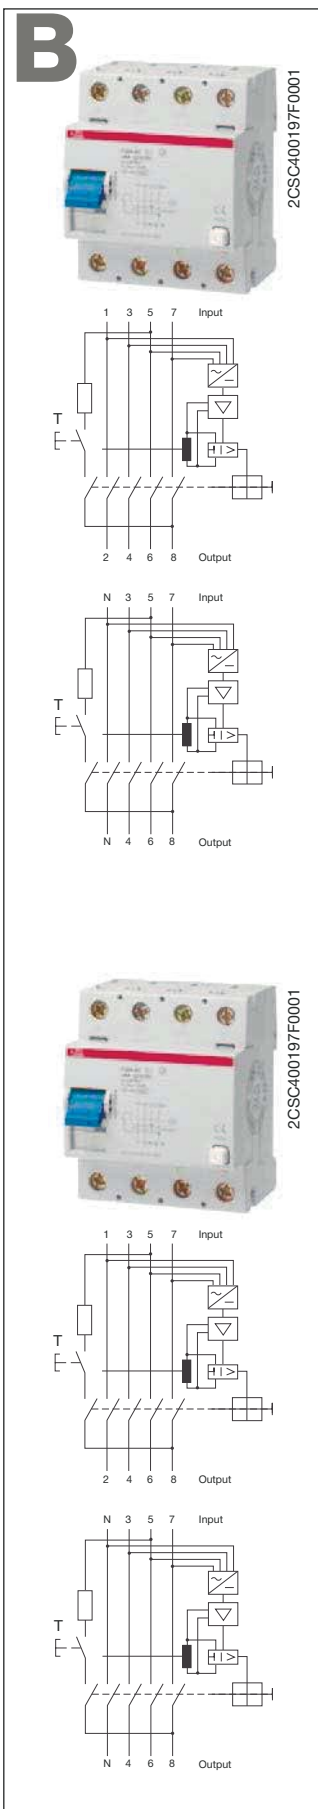 B
2CSC400197F0001
ABB
1 3 5 7 Input
T
2 4 6 8 Output
N 3 5 7 Input
T
N 4 6 8 Output
2CSC400197F0001
ABB
1 3 5 7 Input
T
2 4 6 8 Output
N 3 5 7 Input
T
N 4 6 8 Output